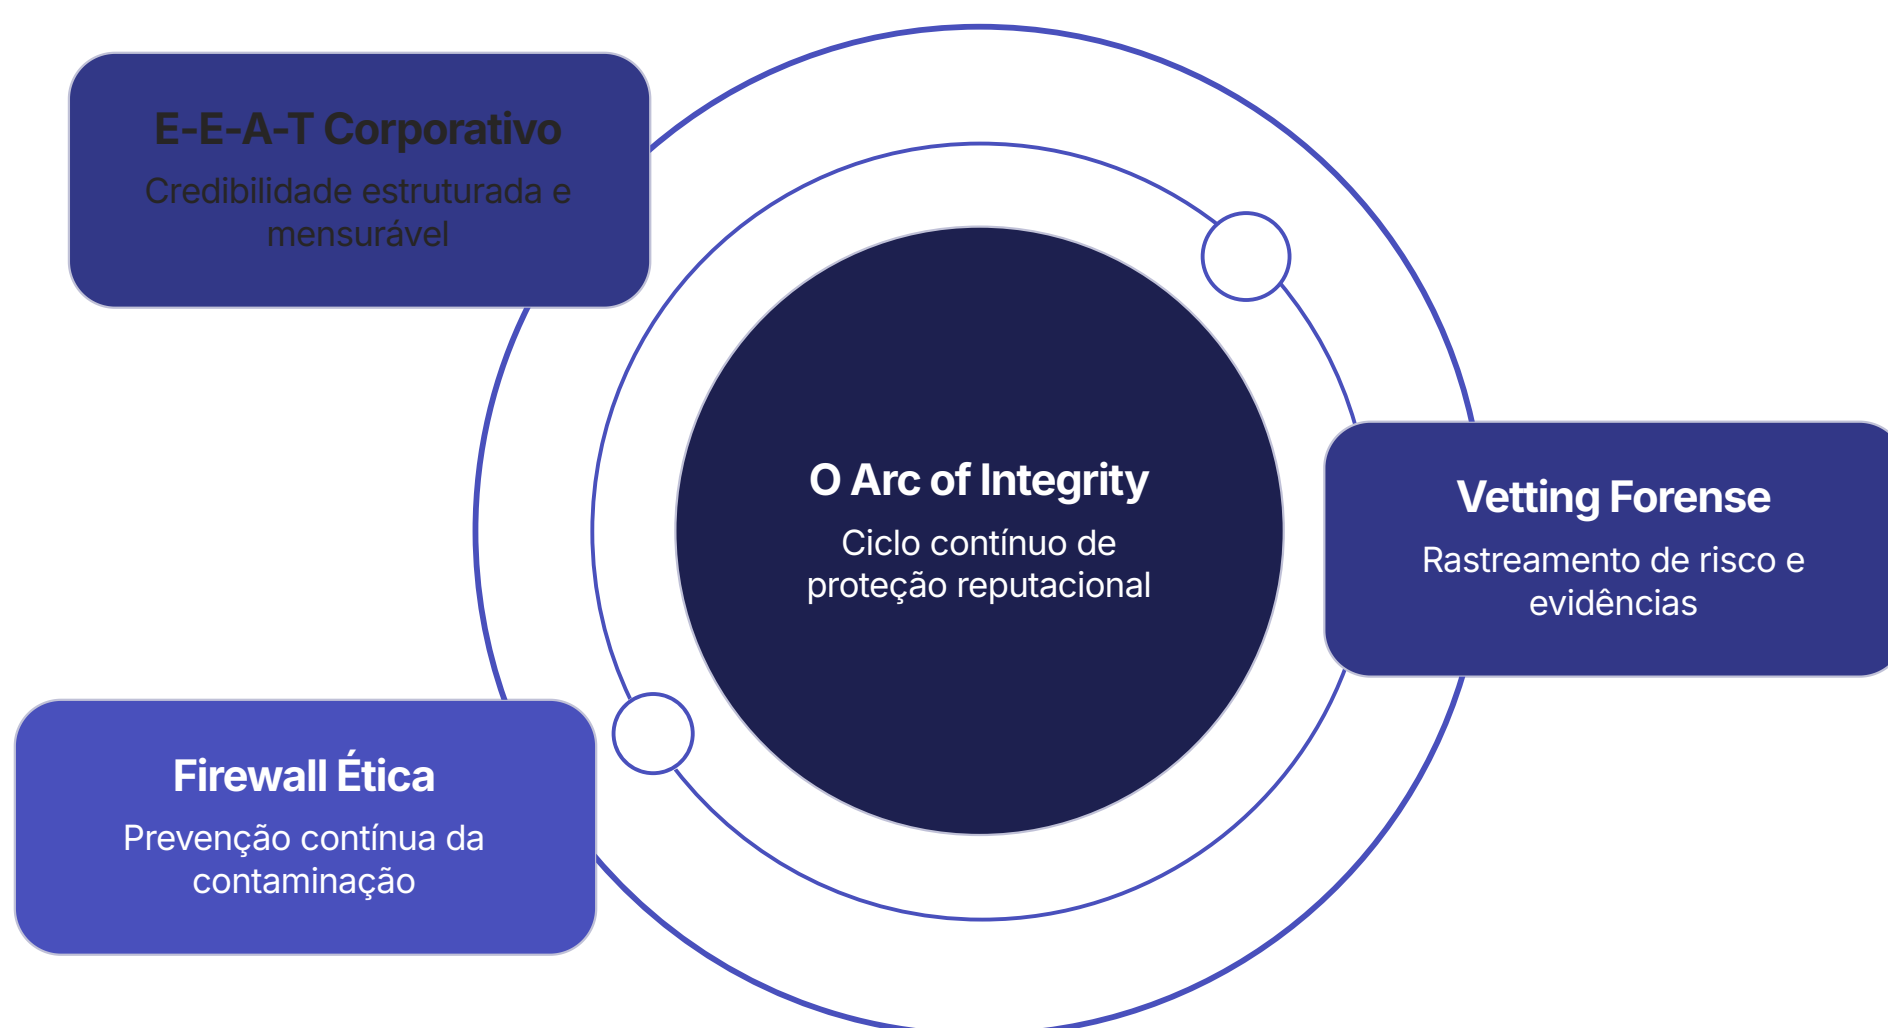 E-E-A-T Corporativo
Credibilidade estruturada e
mensurável
O Arc of Integrity
Ciclo contínuo de
proteção reputacional
Vetting Forense
Rastreamento de risco e
evidências
Firewall Ética
Prevenção contínua da
contaminação